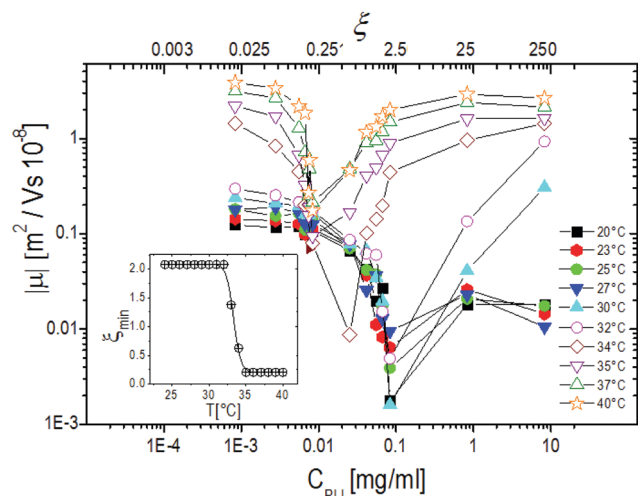 ξ
0.003 0.025 0.25 2.5 25 250
|μ| [m² / Vs 10⁻⁸]
1
0.1
0.01
1E-3
20°C
23°C
25°C
27°C
30°C
32°C
34°C
35°C
37°C
40°C
ξmin
2.0
1.5
1.0
0.5
0.0
25 30 35 40
T[°C]
1E-4 1E-3 0.01 0.1 1 10
[mg/ml]